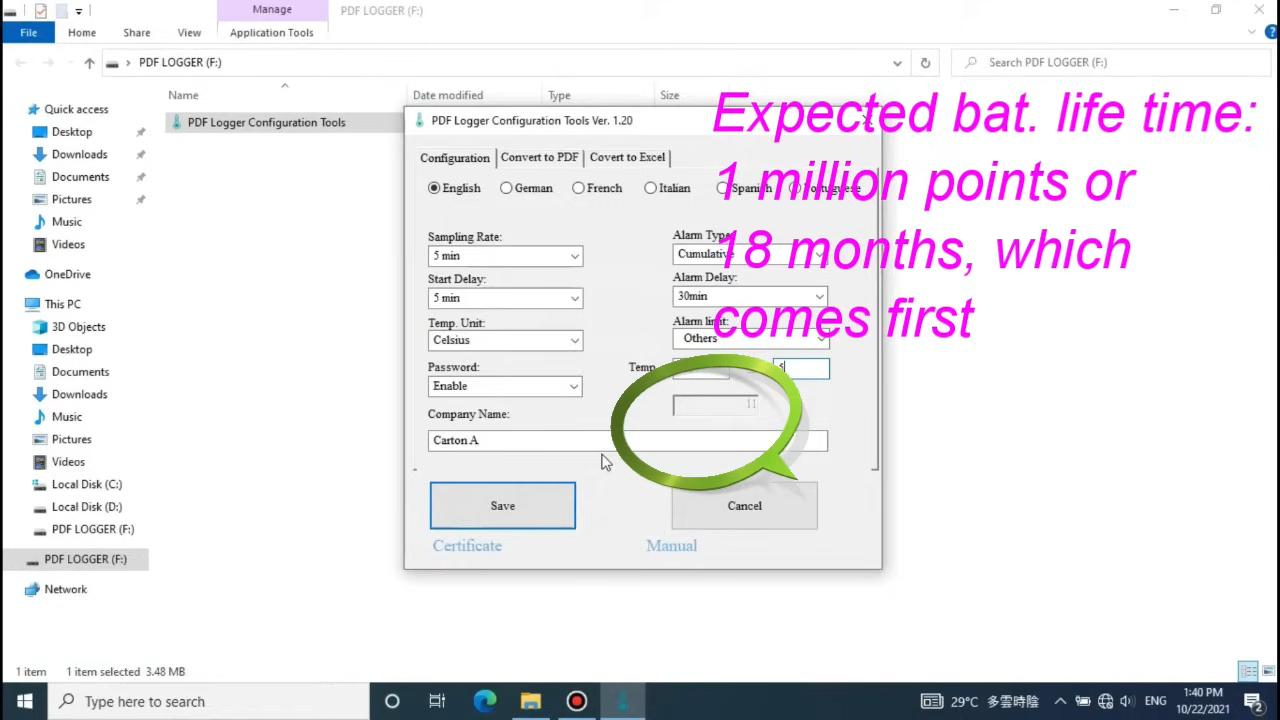 Manage
PDF LOGGER (F:)
File
Home
Share
View
Application Tools
PDF LOGGER (F:)
Search PDF LOGGER (F:)
Quick access
Desktop
Downloads
Documents
Pictures
Music
Videos
OneDrive
This PC
3D Objects
Desktop
Documents
Downloads
Music
Pictures
Videos
Local Disk (C:)
Local Disk (D:)
PDF LOGGER (F:)
PDF LOGGER (F:)
Network
Name
Date modified
Type
Size
PDF Logger Configuration Tools
PDF Logger Configuration Tools Ver. 1.20
Configuration
Convert to PDF
Covert to Excel
English
German
French
Italian
Spanish
Portuguese
Sampling Rate:
5 min
Start Delay:
5 min
Temp. Unit:
Celsius
Password:
Enable
Company Name:
Carton A
Alarm Type:
Cumulative
Alarm Delay:
30min
Alarm limit:
Others
Temp
5
11
Save
Cancel
Certificate
Manual
Expected bat. life time:
1 million points or
18 months, which
comes first
1 item
1 item selected 3.48 MB
Type here to search
29°C 多雲時陰
ENG
1:40 PM
10/22/2021
2